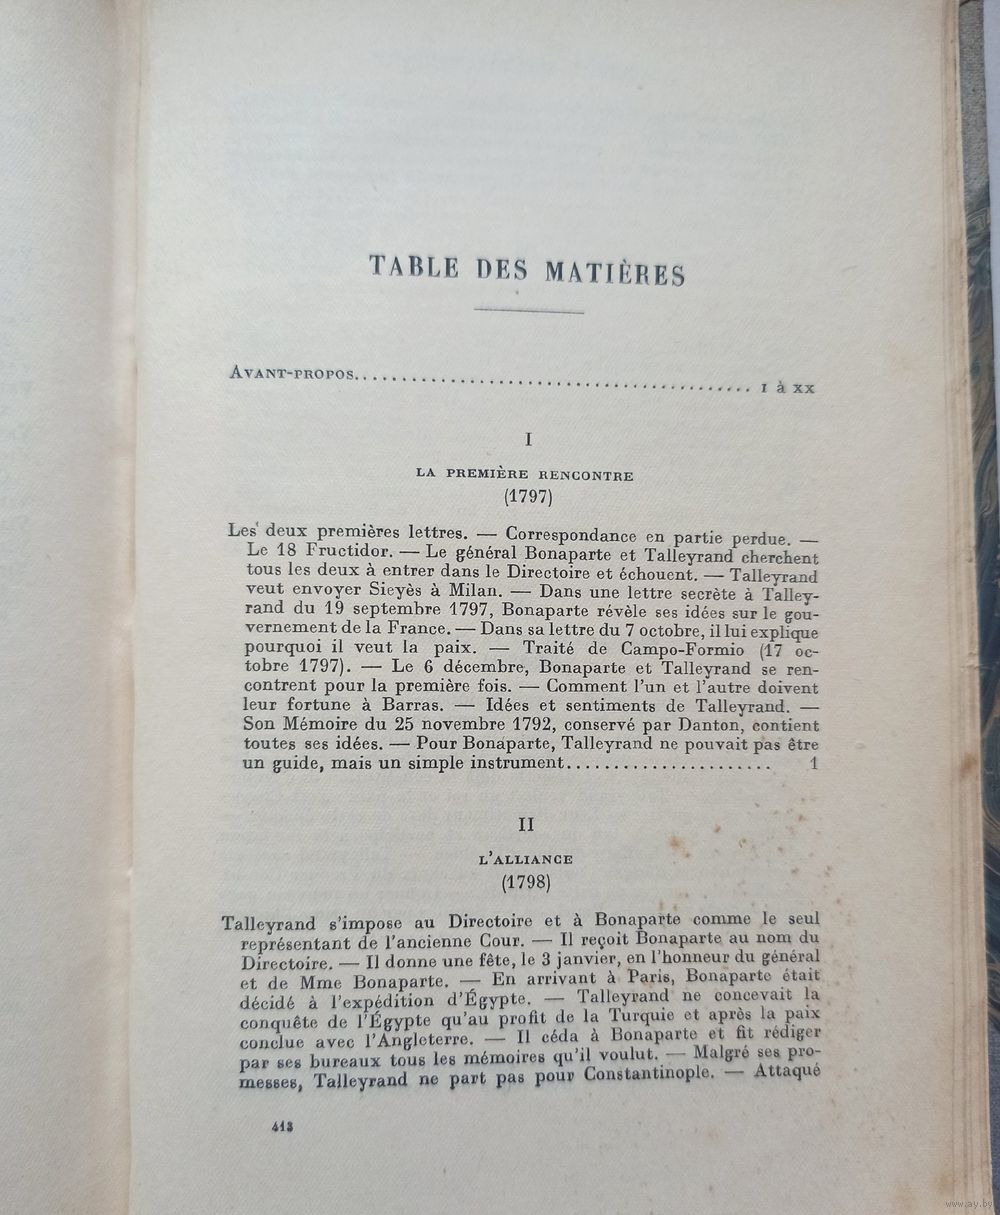 TABLE DES MATIÈRES
AVANT-PROPOS.......................................... I à XX
I
LA PREMIÈRE RENCONTRE
(1797)
Les deux premières lettres. — Correspondance en partie perdue. —
Le 18 Fructidor. — Le général Bonaparte et Talleyrand cherchent
tous les deux à entrer dans le Directoire et échouent. — Talleyrand
veut envoyer Sieyès à Milan. — Dans une lettre secrète à Talley-
rand du 19 septembre 1797, Bonaparte révèle ses idées sur le gou-
vernement de la France. — Dans sa lettre du 7 octobre, il lui explique
pourquoi il veut la paix. — Traité de Campo-Formio (17 oc-
tobre 1797). — Le 6 décembre, Bonaparte et Talleyrand se ren-
contrent pour la première fois. — Comment l'un et l'autre doivent
leur fortune à Barras. — Idées et sentiments de Talleyrand. —
Son Mémoire du 25 novembre 1792, conservé par Danton, contient
toutes ses idées. — Pour Bonaparte, Talleyrand ne pouvait pas être
un guide, mais un simple instrument...................... 1
II
L'ALLIANCE
(1798)
Talleyrand s'impose au Directoire et à Bonaparte comme le seul
représentant de l'ancienne Cour. — Il reçoit Bonaparte au nom du
Directoire. — Il donne une fête, le 3 janvier, en l'honneur du général
et de Mme Bonaparte. — En arrivant à Paris, Bonaparte était
décidé à l'expédition d'Égypte. — Talleyrand ne concevait la
conquête de l'Égypte qu'au profit de la Turquie et après la paix
conclue avec l'Angleterre. — Il céda à Bonaparte et fit rédiger
par ses bureaux tous les mémoires qu'il voulut. — Malgré ses pro-
messes, Talleyrand ne part pas pour Constantinople. — Attaqué
413
www.ay.by